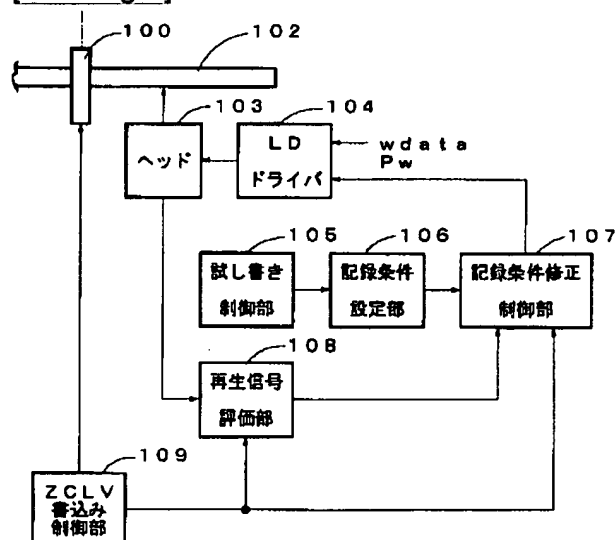 100
102
103
104
ヘッド
LD
ドライバ
wdata
Pw
105
106
107
試し書き
制御部
記録条件
設定部
記録条件修正
制御部
108
再生信号
評価部
109
ZCLV
書込み
制御部